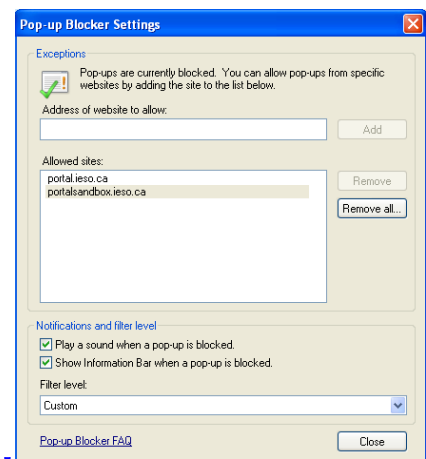 Pop-up Blocker Settings
Exceptions
Pop-ups are currently blocked. You can allow pop-ups from specific
websites by adding the site to the list below.
Address of website to allow:
Add
Allowed sites:
portal.ieso.ca
portalsandbox.ieso.ca
Remove
Remove all...
Notifications and filter level
Play a sound when a pop-up is blocked.
Show Information Bar when a pop-up is blocked.
Filter level:
Custom
Pop-up Blocker FAQ
Close